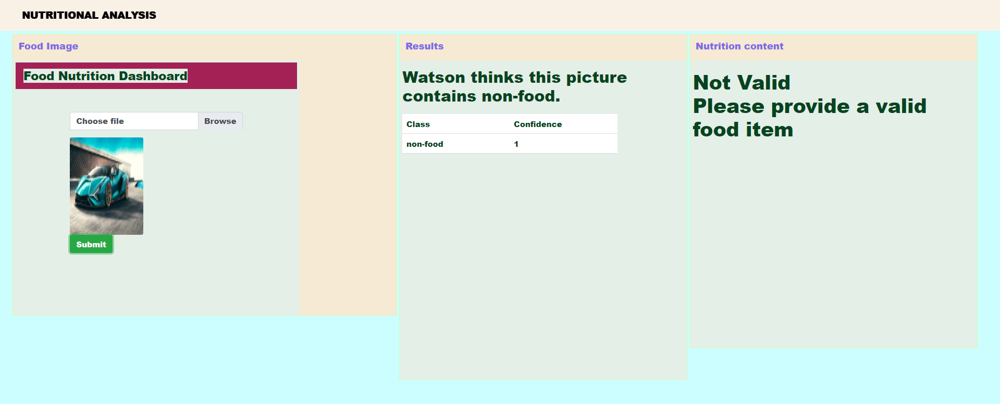 NUTRITIONAL ANALYSIS
Food Image
Food Nutrition Dashboard
Choose file
Browse
Submit
Results
Watson thinks this picture
contains non-food.
Class Confidence
non-food 1
Nutrition content
Not Valid
Please provide a valid
food item